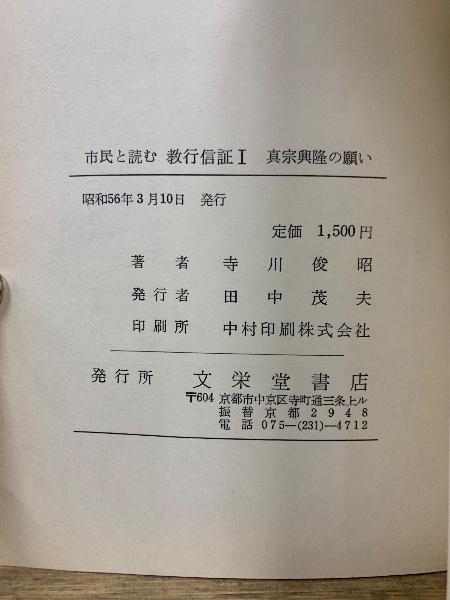 市民と読む 教行信証Ⅰ 真宗興隆の願い
昭和56年3月10日 発行
定価 1,500円
著者 寺川俊昭
発行者 田中茂夫
印刷所 中村印刷株式会社
発行所 文栄堂書店
〒604 京都市中京区寺町通三条上ル
振替京都2948
電話 075―(231)―4712